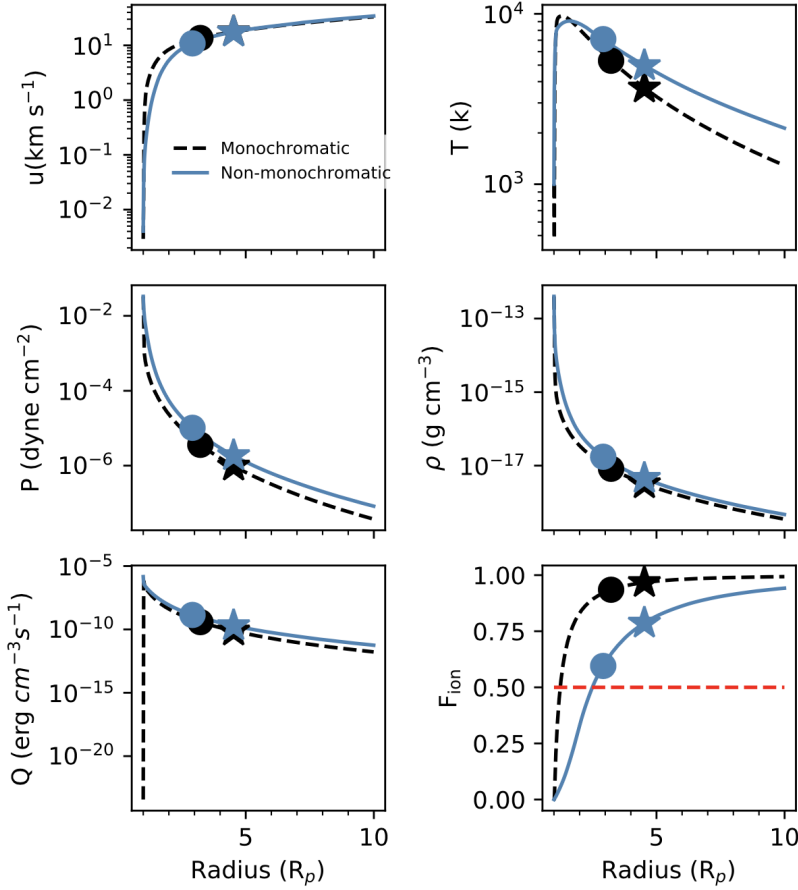 u(km s⁻¹)
10¹
10⁰
10⁻¹
10⁻²
Monochromatic
Non-monochromatic
T (k)
10⁴
10³
P (dyne cm⁻²)
10⁻²
10⁻⁴
10⁻⁶
ρ (g cm⁻³)
10⁻¹³
10⁻¹⁵
10⁻¹⁷
Q (erg cm⁻³s⁻¹)
10⁻⁵
10⁻¹⁰
10⁻¹⁵
10⁻²⁰
5
10
Radius (Rₚ)
F_ion
1.00
0.75
0.50
0.25
0.00
5
10
Radius (Rₚ)